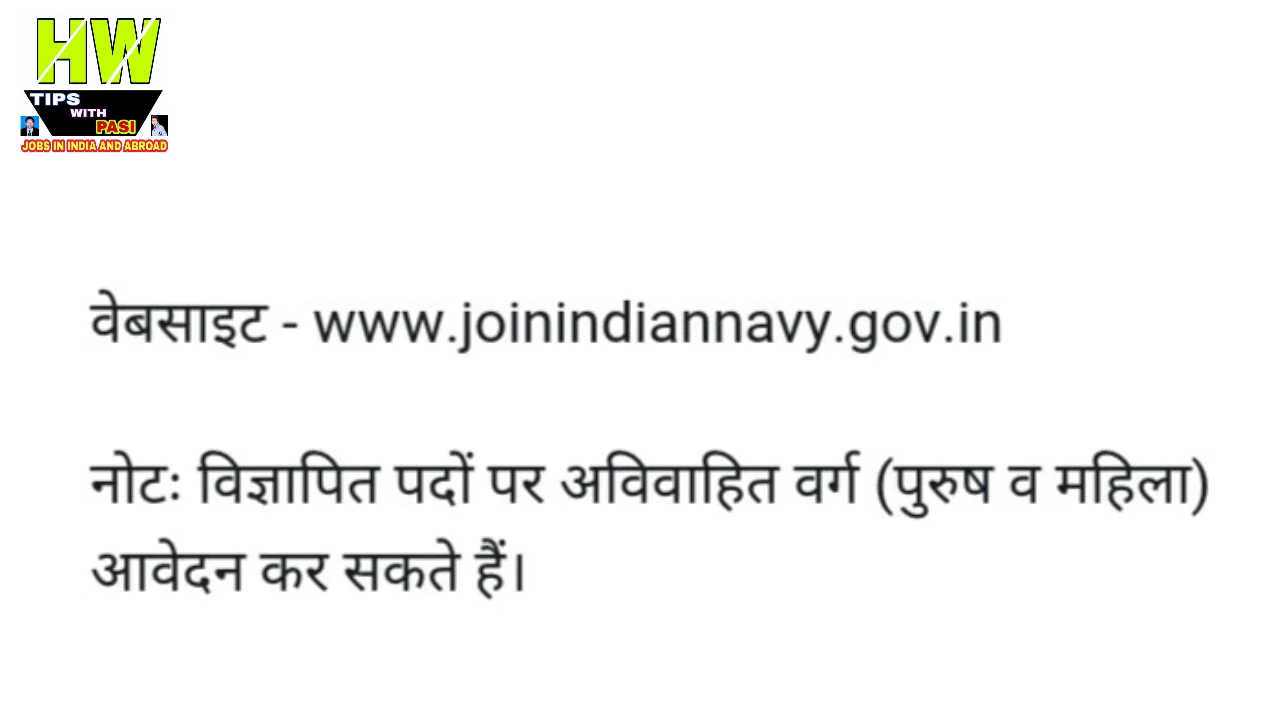 HW
TIPS
WITH
PASI
JOBS IN INDIA AND ABROAD
वेबसाइट - www.joinindiannavy.gov.in
नोटः विज्ञापित पदों पर अविवाहित वर्ग (पुरुष व महिला)
आवेदन कर सकते हैं।